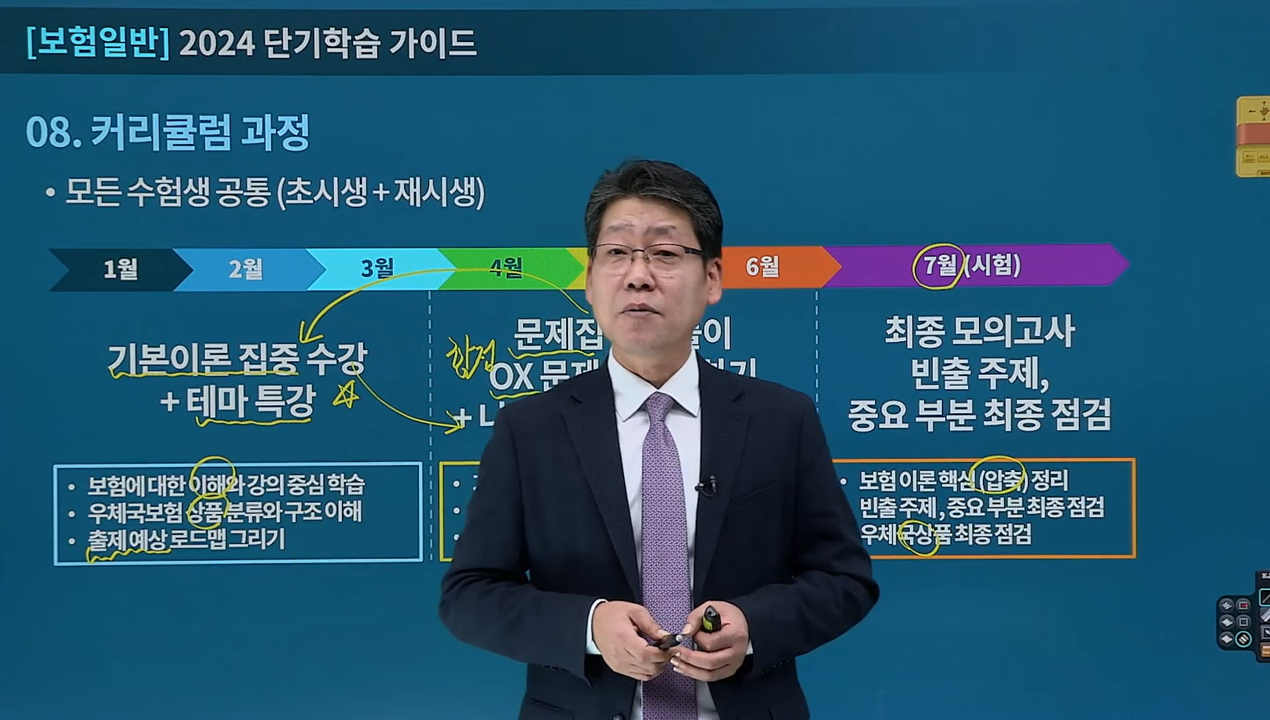 [보험일반] 2024 단기학습 가이드
08. 커리큘럼 과정
• 모든 수험생 공통 (초시생 + 재시생)
1월 2월 3월 4월 6월 7월 (시험)
기본이론 집중 수강
+ 테마 특강
함정
문제집
OX 문제
+
최종 모의고사
빈출 주제,
중요 부분 최종 점검
• 보험에 대한 이해와 강의 중심 학습
• 우체국보험 상품 분류와 구조 이해
• 출제 예상 로드맵 그리기
• 보험 이론 핵심 (압축) 정리
빈출 주제, 중요 부분 최종 점검
우체국상품 최종 점검